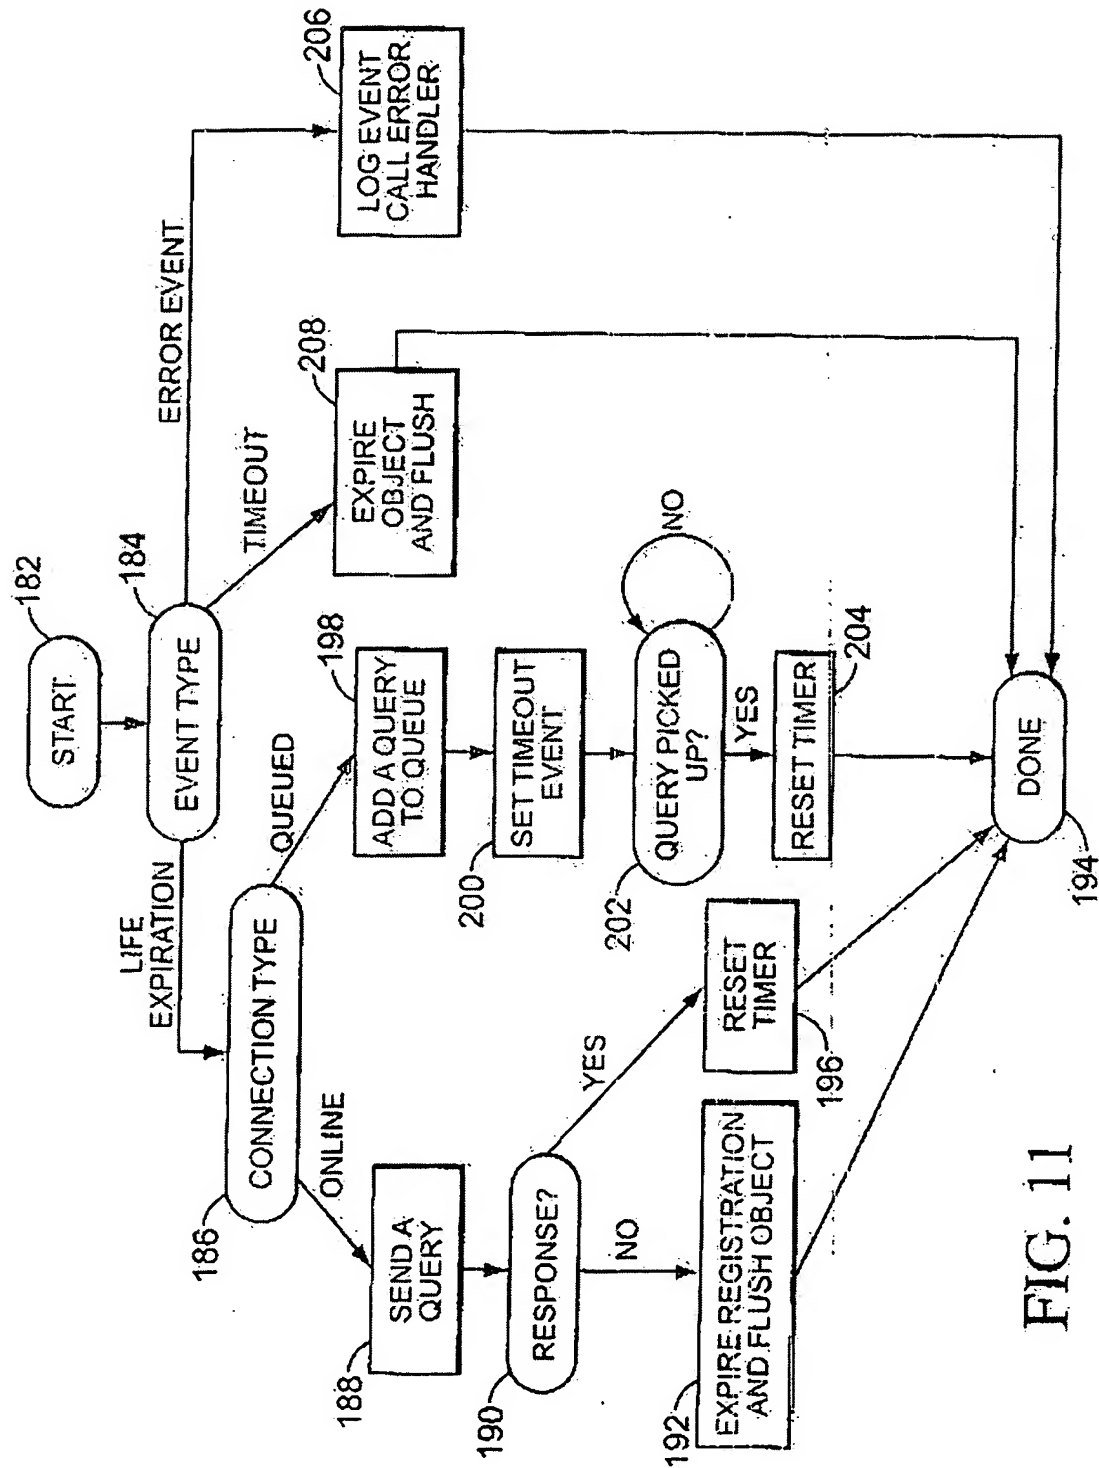 182
START
184
EVENT TYPE
LIFE
EXPIRATION
ERROR EVENT
TIMEOUT
186
CONNECTION TYPE
QUEUED
ONLINE
206
LOG EVENT
CALL ERROR
HANDLER
208
EXPIRE
OBJECT
AND FLUSH
198
ADD A QUERY
TO QUEUE
188
SEND A
QUERY
200
SET TIMEOUT
EVENT
190
RESPONSE?
YES
NO
202
QUERY PICKED
UP?
NO
YES
192
EXPIRE REGISTRATION
AND FLUSH OBJECT
RESET
TIMER
196
RESET TIMER
204
DONE
194
FIG. 11